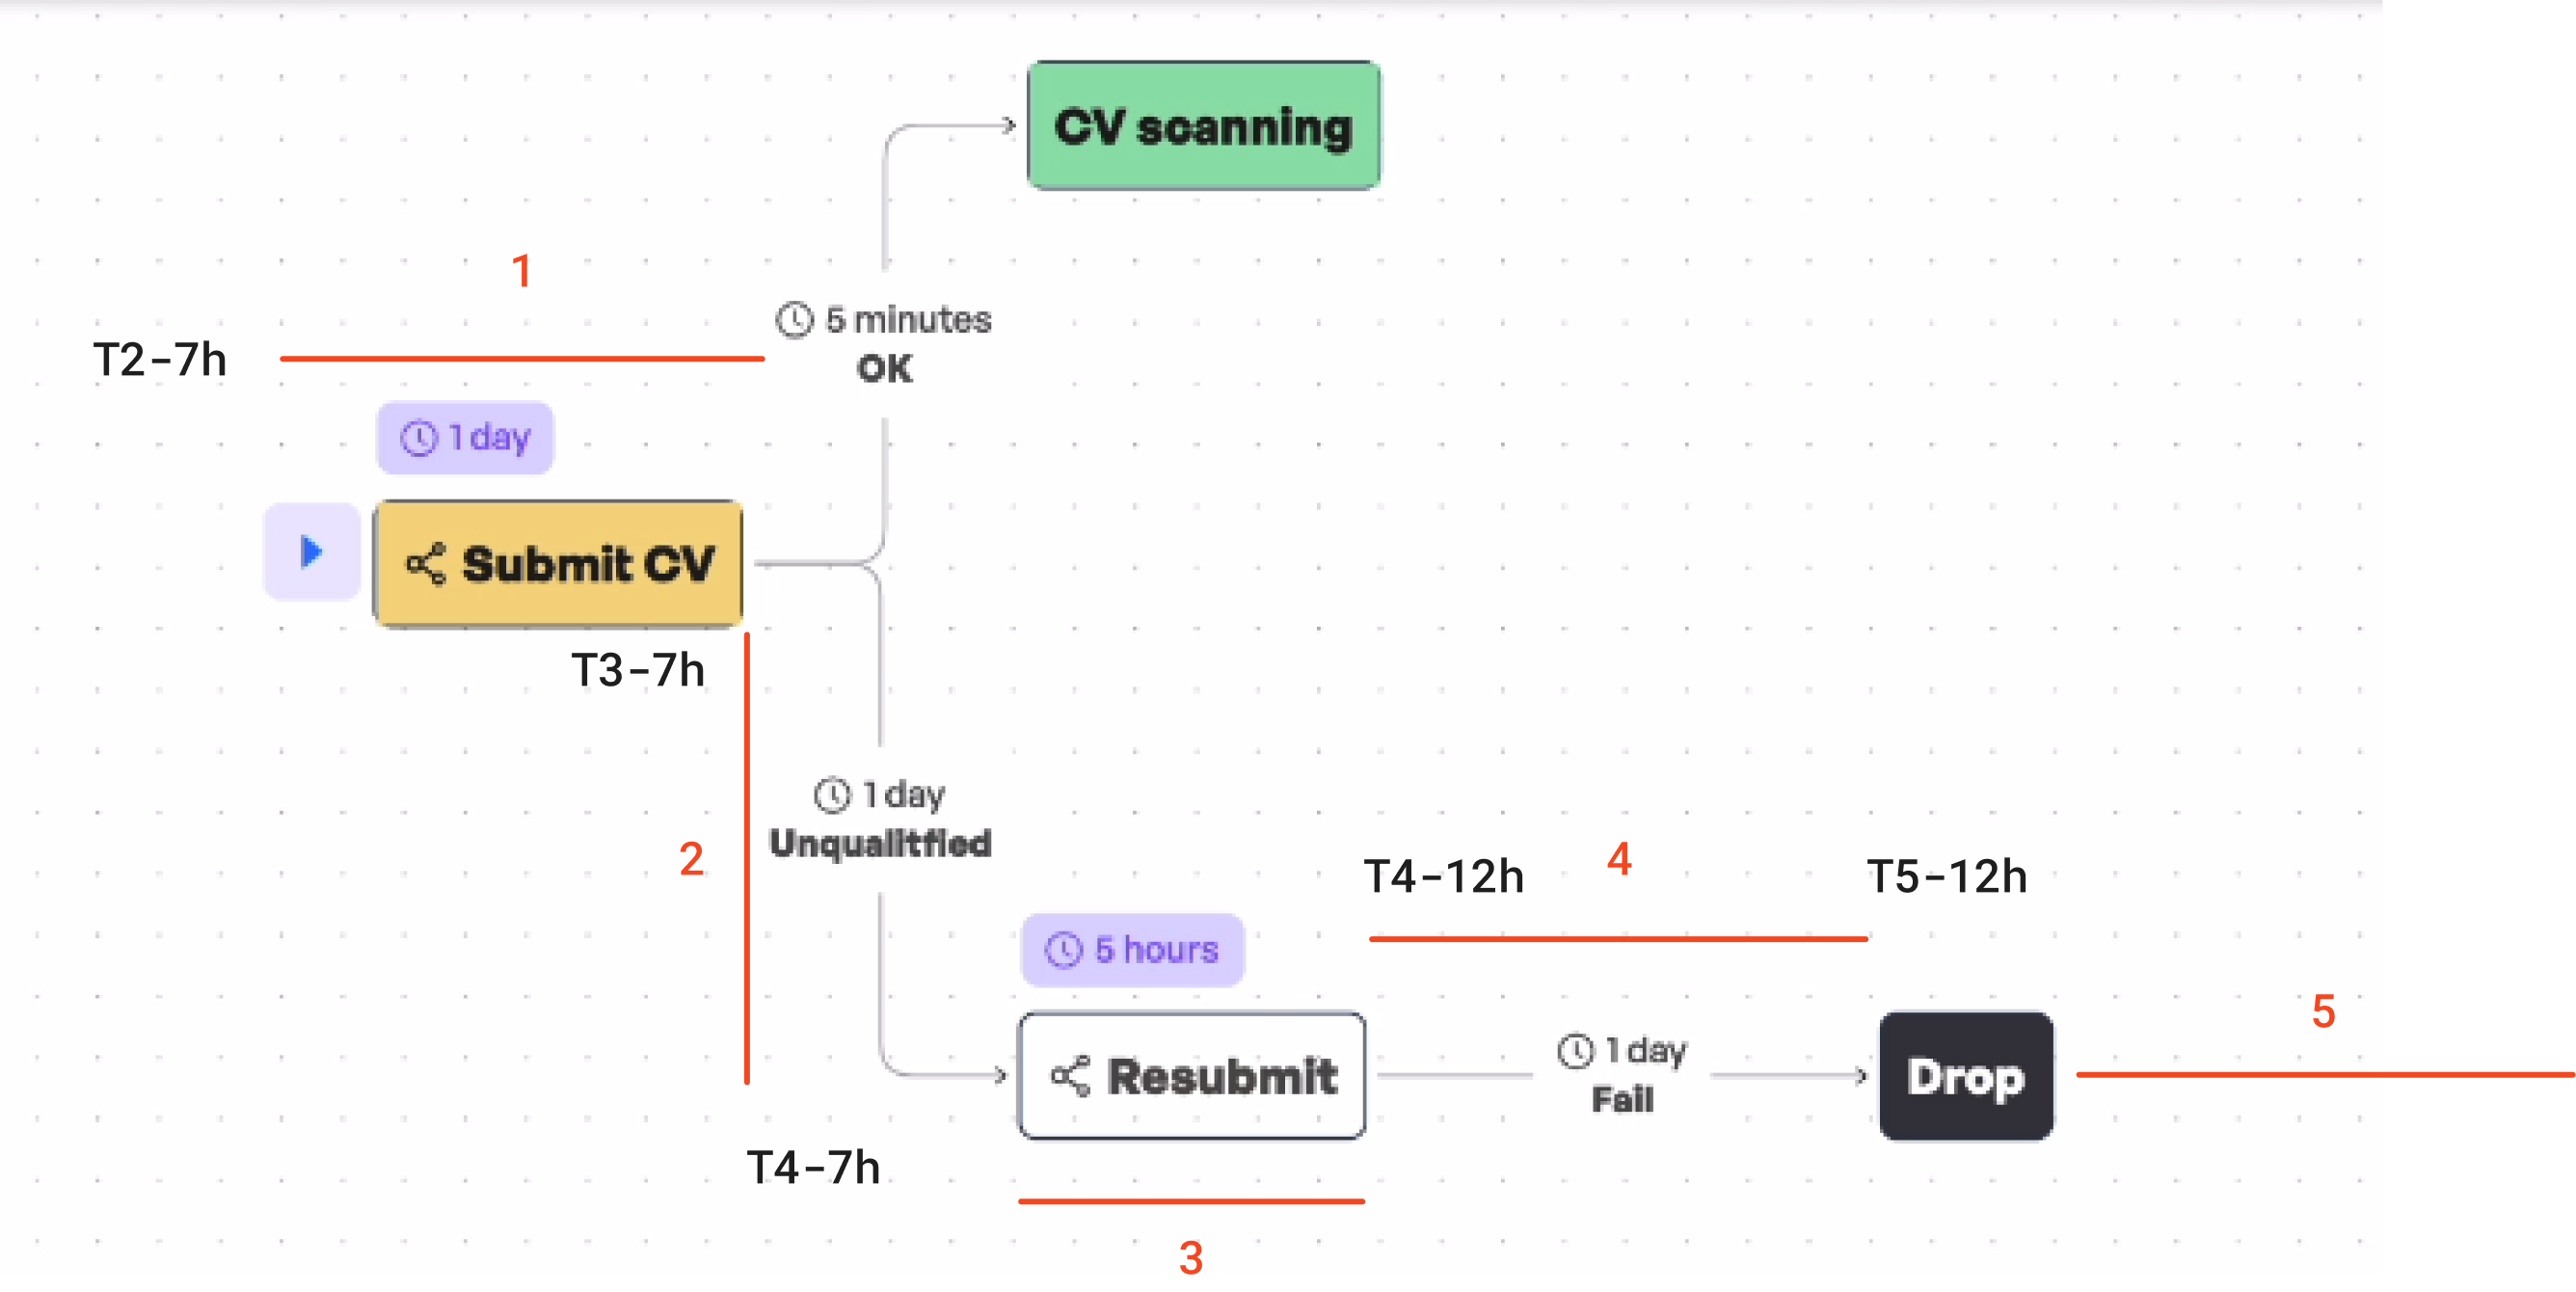 CV scanning
1
5 minutes
OK
T2-7h
1 day
Submit CV
T3-7h
1 day
Unqualitfied
2
T4-12h
4
T5-12h
5 hours
5
Resubmit
1 day
Fail
Drop
T4-7h
3